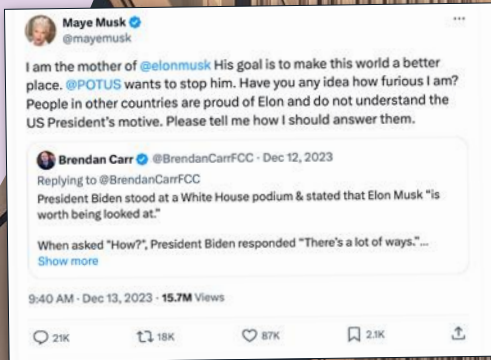 Maye Musk
@mayemusk
I am the mother of @elonmusk His goal is to make this world a better
place. @POTUS wants to stop him. Have you any idea how furious I am?
People in other countries are proud of Elon and do not understand the
US President's motive. Please tell me how I should answer them.
Brendan Carr @BrendanCarrFCC · Dec 12, 2023
Replying to @BrendanCarrFCC
President Biden stood at a White House podium & stated that Elon Musk "is
worth being looked at."
When asked "How?", President Biden responded "There's a lot of ways."...
Show more
9:40 AM · Dec 13, 2023 · 15.7M Views
21K 18K 87K 2.1K